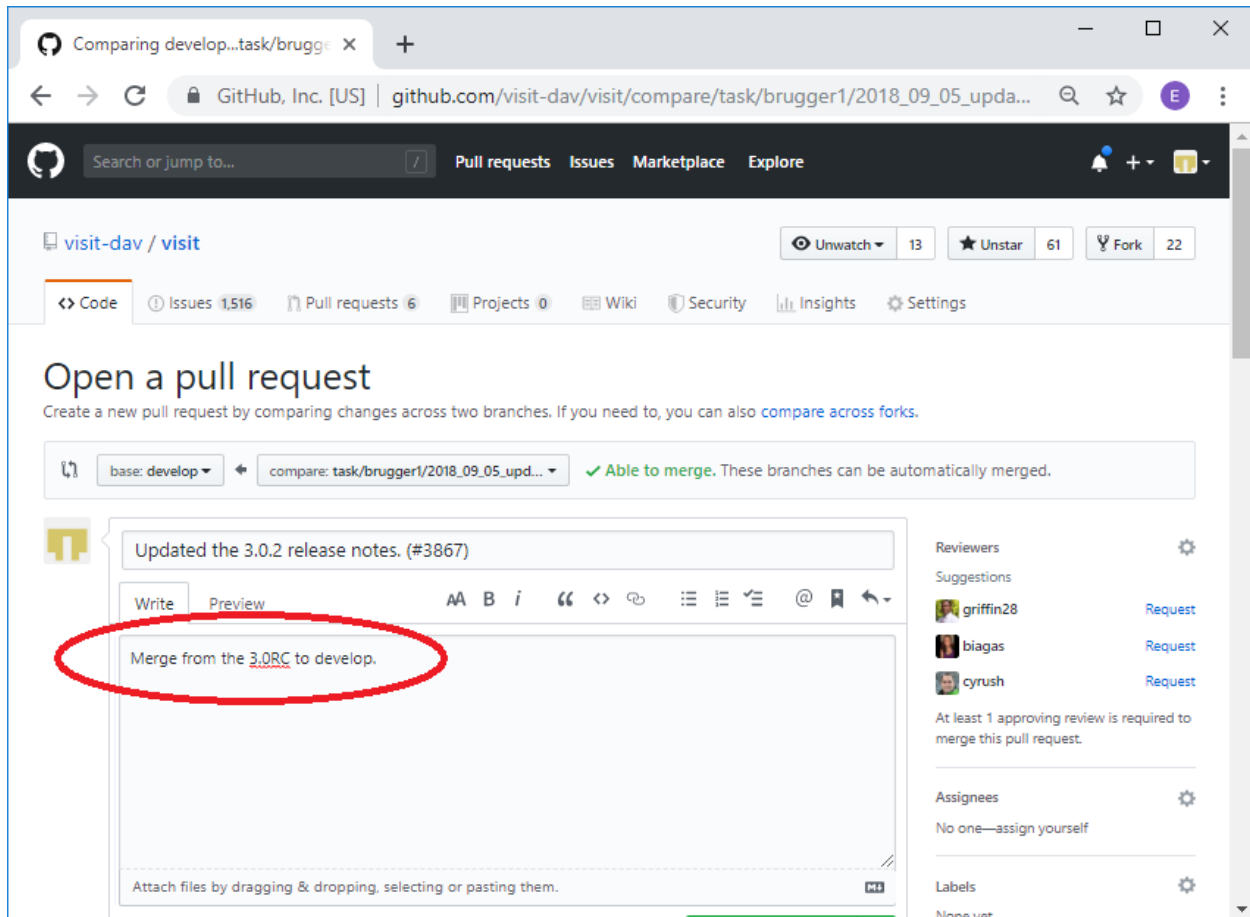 Comparing develop...task/brugge
GitHub, Inc. [US] github.com/visit-dav/visit/compare/task/brugger1/2018_09_05_upda... E
Search or jump to... / Pull requests Issues Marketplace Explore
visit-dav / visit Unwatch 13 Unstar 61 Fork 22
Code Issues 1,516 Pull requests 6 Projects 0 Wiki Security Insights Settings
Open a pull request
Create a new pull request by comparing changes across two branches. If you need to, you can also compare across forks.
base: develop compare: task/brugger1/2018_09_05_upd... Able to merge. These branches can be automatically merged.
Updated the 3.0.2 release notes. (#3867)
Write Preview AA B i
Merge from the 3.0RC to develop.
Attach files by dragging & dropping, selecting or pasting them.
Reviewers
Suggestions
griffin28 Request
biagas Request
cyrush Request
At least 1 approving review is required to
merge this pull request.
Assignees
No one—assign yourself
Labels
None yet